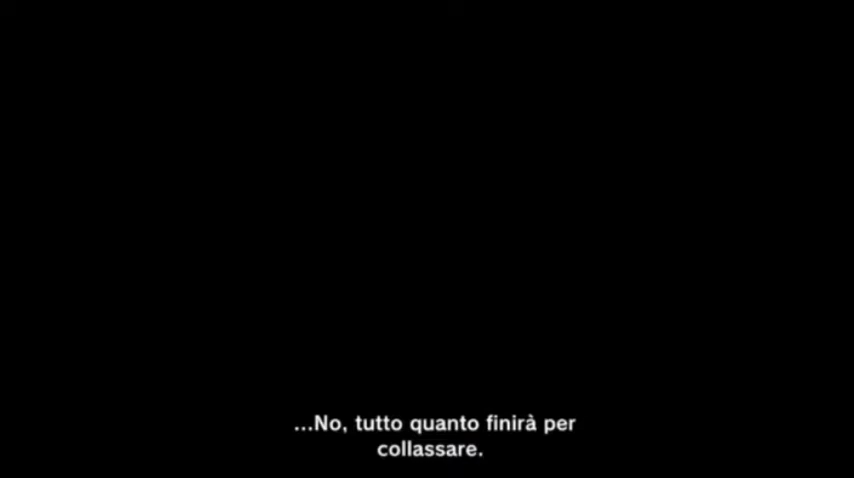 ...No, tutto quanto finirà per
collassare.